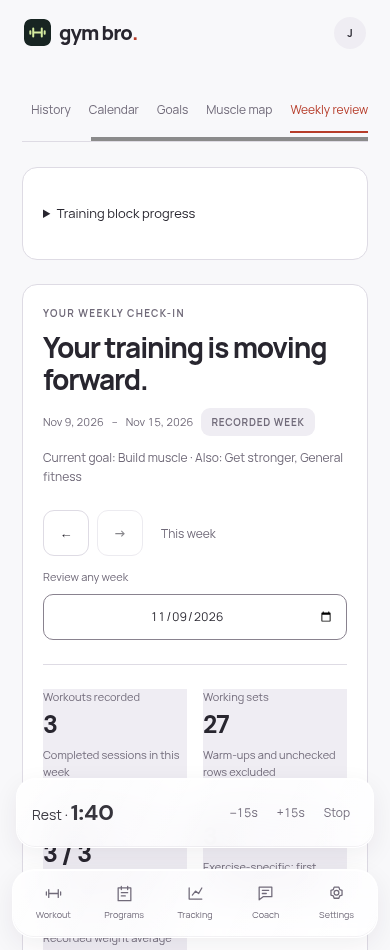 gym bro.
J
History Calendar Goals Muscle map Weekly review
▶ Training block progress
YOUR WEEKLY CHECK-IN
Your training is moving
forward.
Nov 9, 2026 – Nov 15, 2026 RECORDED WEEK
Current goal: Build muscle · Also: Get stronger, General
fitness
← → This week
Review any week
11/09/2026
Workouts recorded Working sets
3 27
Completed sessions in this Warm-ups and unchecked
week rows excluded
Rest · 1:40 −15s +15s Stop
3 / 3
Exercise-specific: first
Workout Programs Tracking Coach Settings
Recorded weight average